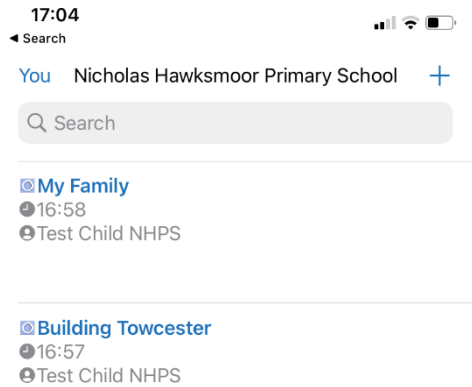 17:04
◀ Search
You Nicholas Hawksmoor Primary School +
Search
My Family
16:58
Test Child NHPS
Building Towcester
16:57
Test Child NHPS